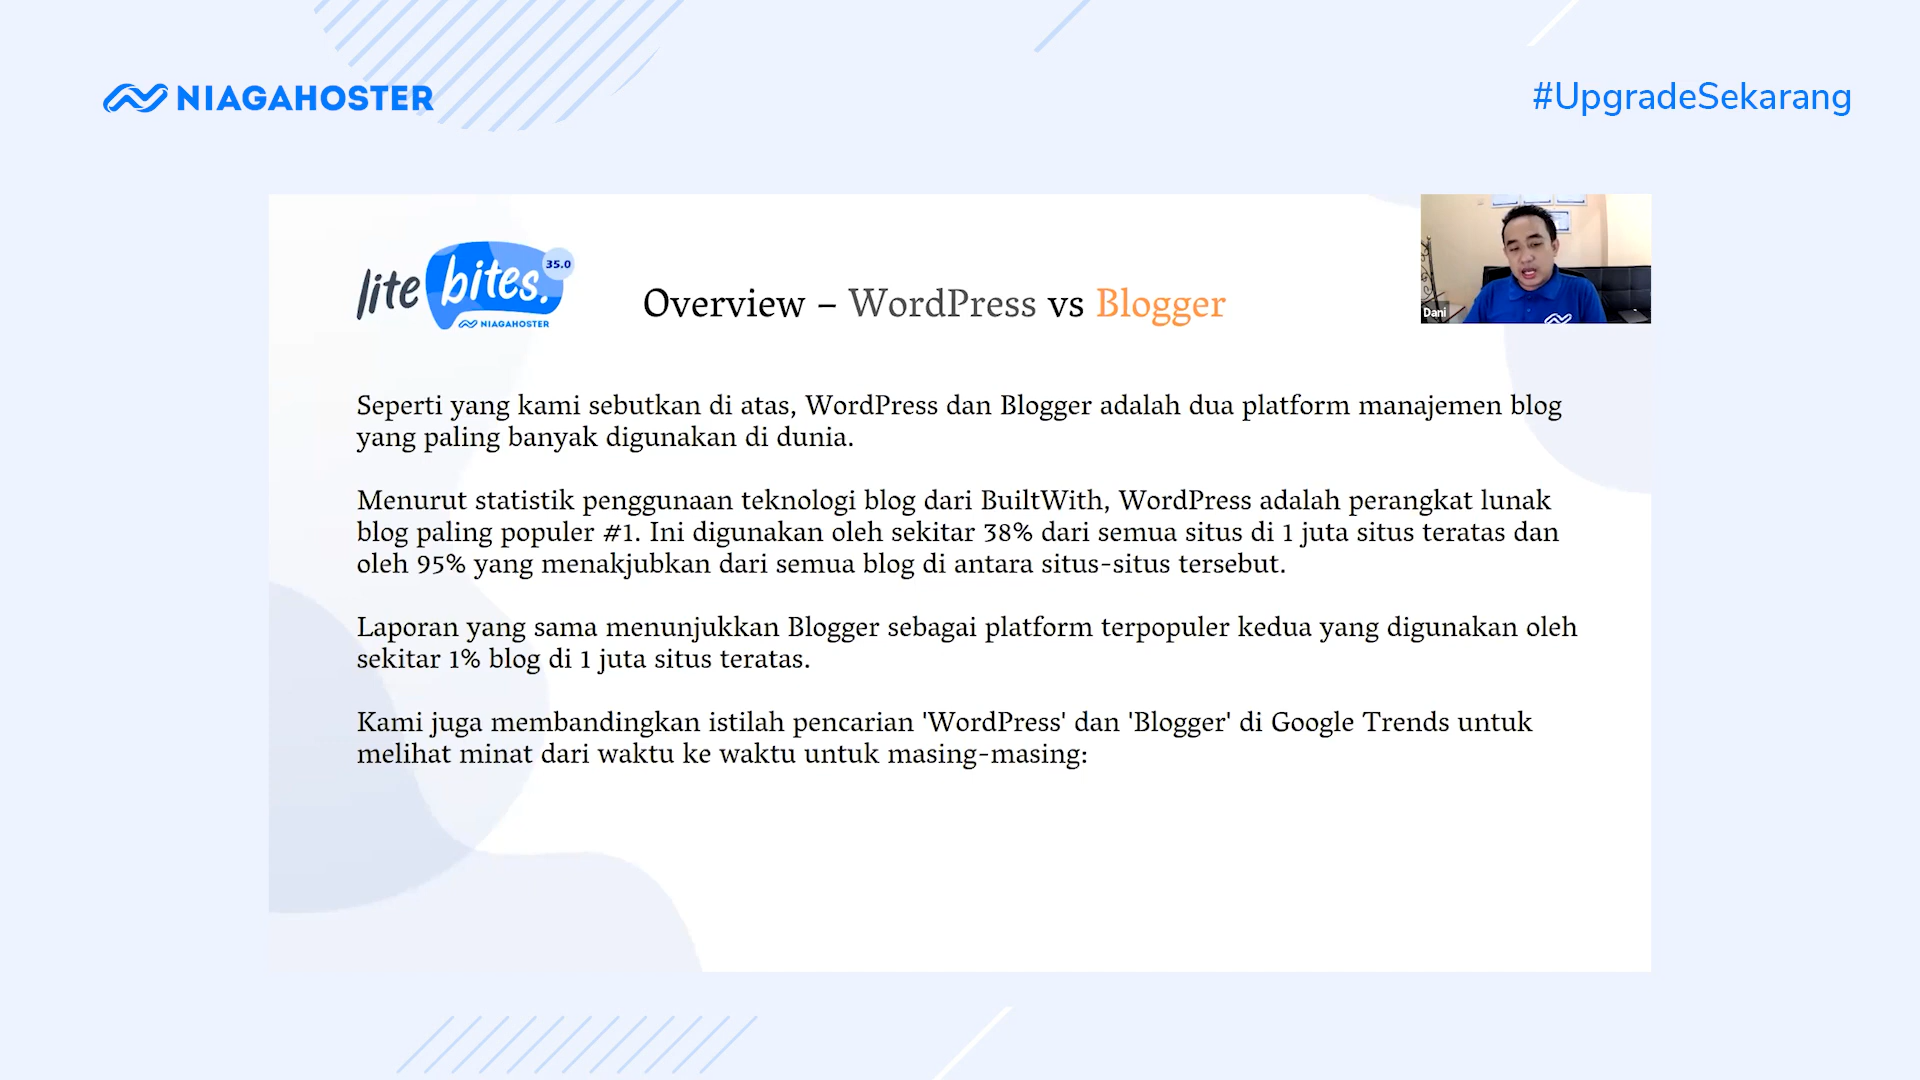 NIAGAHOSTER
#UpgradeSekarang
lite bites. 35.0
NIAGAHOSTER
Overview – WordPress vs Blogger
Dani
Seperti yang kami sebutkan di atas, WordPress dan Blogger adalah dua platform manajemen blog
yang paling banyak digunakan di dunia.
Menurut statistik penggunaan teknologi blog dari BuiltWith, WordPress adalah perangkat lunak
blog paling populer #1. Ini digunakan oleh sekitar 38% dari semua situs di 1 juta situs teratas dan
oleh 95% yang menakjubkan dari semua blog di antara situs-situs tersebut.
Laporan yang sama menunjukkan Blogger sebagai platform terpopuler kedua yang digunakan oleh
sekitar 1% blog di 1 juta situs teratas.
Kami juga membandingkan istilah pencarian 'WordPress' dan 'Blogger' di Google Trends untuk
melihat minat dari waktu ke waktu untuk masing-masing: